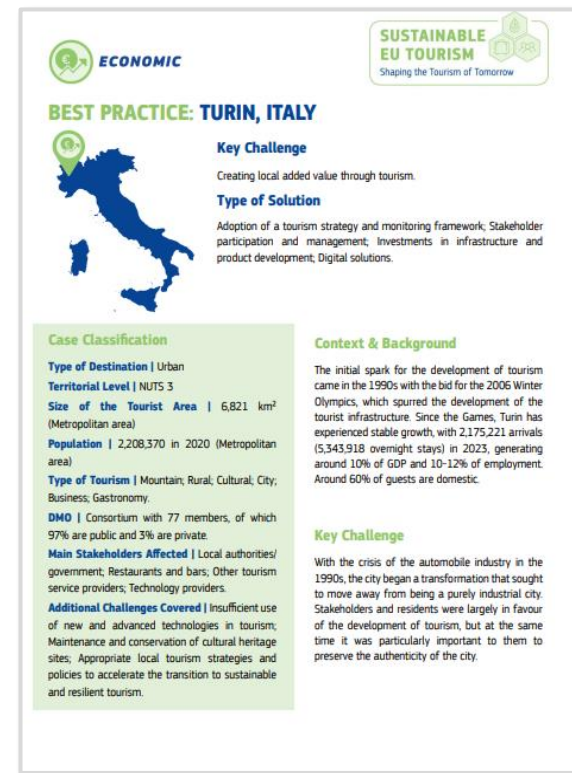 ECONOMIC
SUSTAINABLE
EU TOURISM
Shaping the Tourism of Tomorrow
BEST PRACTICE: TURIN, ITALY
Key Challenge
Creating local added value through tourism.
Type of Solution
Adoption of a tourism strategy and monitoring framework; Stakeholder
participation and management; Investments in infrastructure and
product development; Digital solutions.
Case Classification
Type of Destination | Urban
Territorial Level | NUTS 3
Size of the Tourist Area | 6,821 km²
(Metropolitan area)
Population | 2,208,370 in 2020 (Metropolitan
area)
Type of Tourism | Mountain; Rural; Cultural; City;
Business; Gastronomy.
DMO | Consortium with 77 members, of which
97% are public and 3% are private.
Main Stakeholders Affected | Local authorities/
government; Restaurants and bars; Other tourism
service providers; Technology providers.
Additional Challenges Covered | Insufficient use
of new and advanced technologies in tourism;
Maintenance and conservation of cultural heritage
sites; Appropriate local tourism strategies and
policies to accelerate the transition to sustainable
and resilient tourism.
Context & Background
The initial spark for the development of tourism
came in the 1990s with the bid for the 2006 Winter
Olympics, which spurred the development of the
tourist infrastructure. Since the Games, Turin has
experienced stable growth, with 2,175,221 arrivals
(5,343,918 overnight stays) in 2023, generating
around 10% of GDP and 10-12% of employment.
Around 60% of guests are domestic.
Key Challenge
With the crisis of the automobile industry in the
1990s, the city began a transformation that sought
to move away from being a purely industrial city.
Stakeholders and residents were largely in favour
of the development of tourism, but at the same
time it was particularly important to them to
preserve the authenticity of the city.